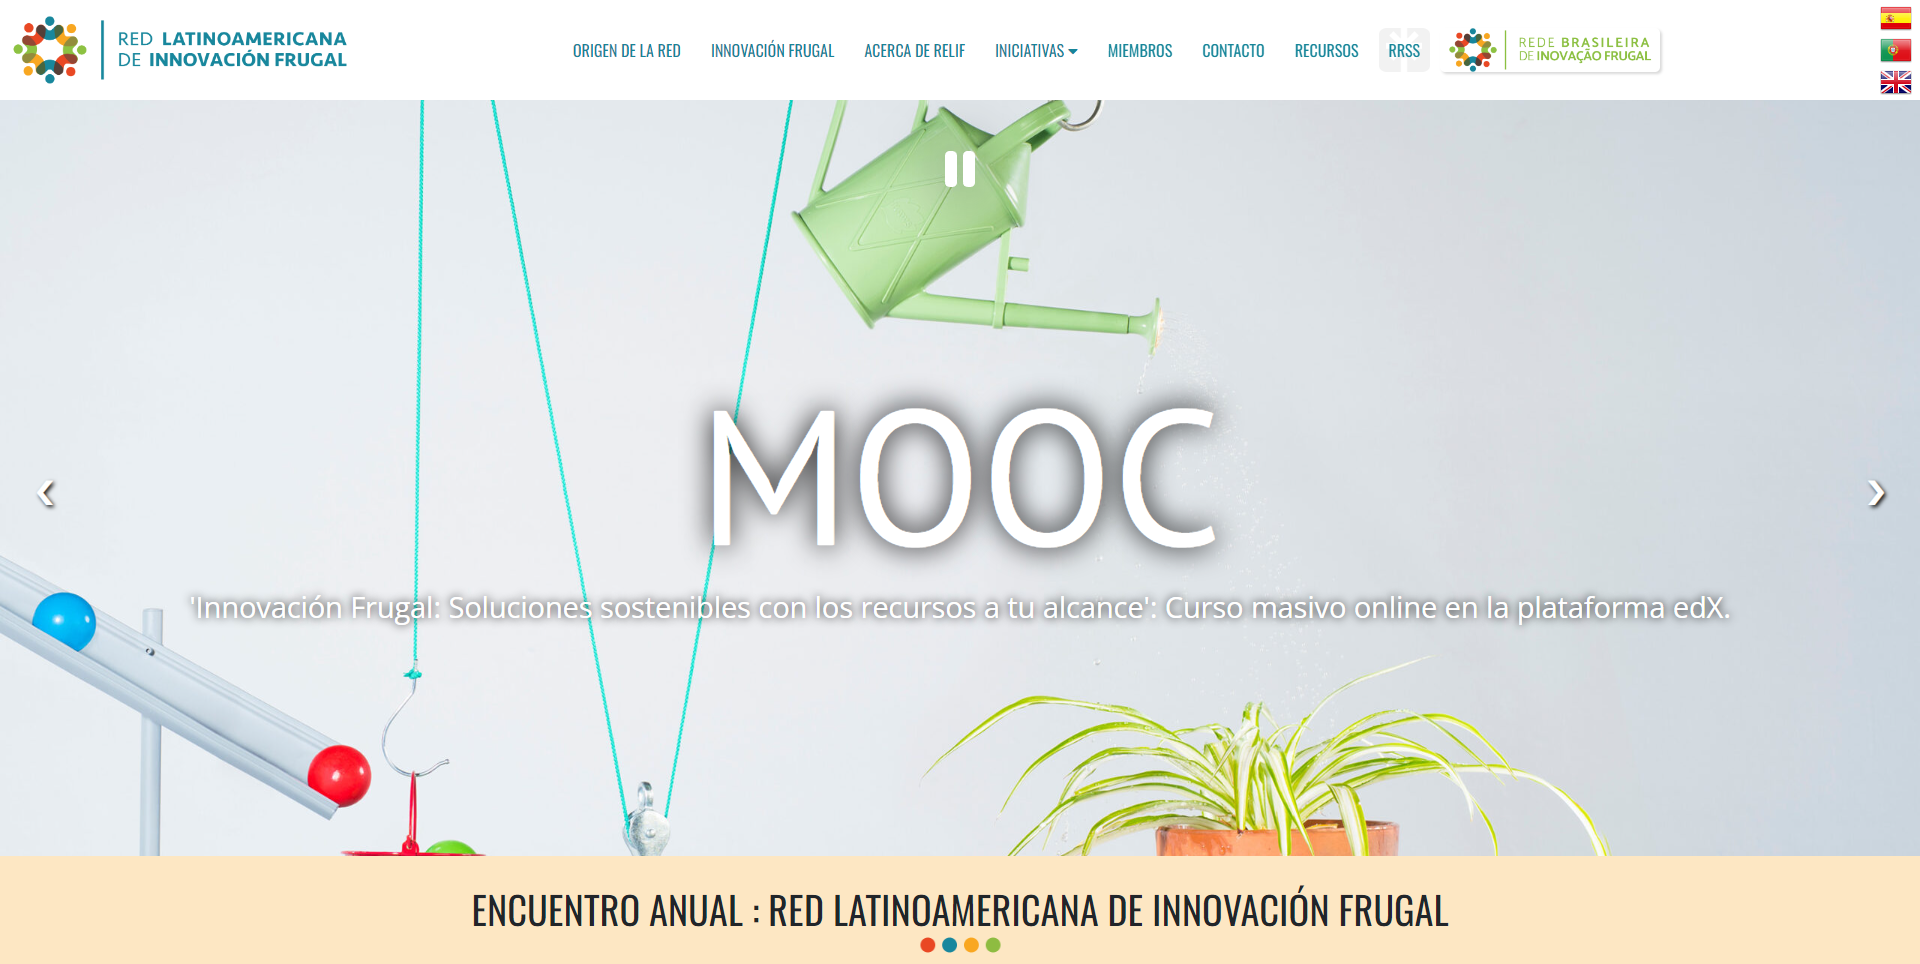 RED LATINOAMERICANA
DE INNOVACIÓN FRUGAL
ORIGEN DE LA RED
INNOVACIÓN FRUGAL
ACERCA DE RELIF
INICIATIVAS
MIEMBROS
CONTACTO
RECURSOS
RRSS
REDE BRASILEIRA
DE INOVAÇÃO FRUGAL
MOOC
'Innovación Frugal: Soluciones sostenibles con los recursos a tu alcance': Curso masivo online en la plataforma edX.
ENCUENTRO ANUAL : RED LATINOAMERICANA DE INNOVACIÓN FRUGAL